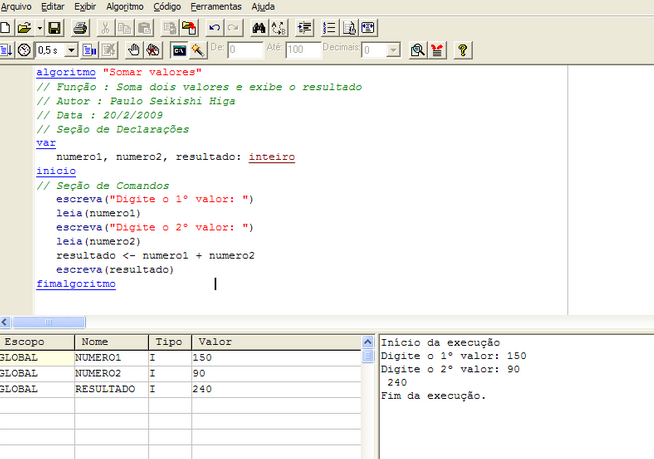 Arquivo Editar Exibir Algoritmo Código Ferramentas Ajuda
0,5 s De: 0 Até: 100 Decimais: 0
algoritmo "Somar valores"
// Função : Soma dois valores e exibe o resultado
// Autor : Paulo Seikishi Higa
// Data : 20/2/2009
// Seção de Declarações
var
numero1, numero2, resultado: inteiro
inicio
// Seção de Comandos
escreva("Digite o 1º valor: ")
leia(numero1)
escreva("Digite o 2º valor: ")
leia(numero2)
resultado <- numero1 + numero2
escreva(resultado)
fimalgoritmo
Escopo Nome Tipo Valor
GLOBAL NUMERO1 I 150
GLOBAL NUMERO2 I 90
GLOBAL RESULTADO I 240
Início da execução
Digite o 1º valor: 150
Digite o 2º valor: 90
240
Fim da execução.